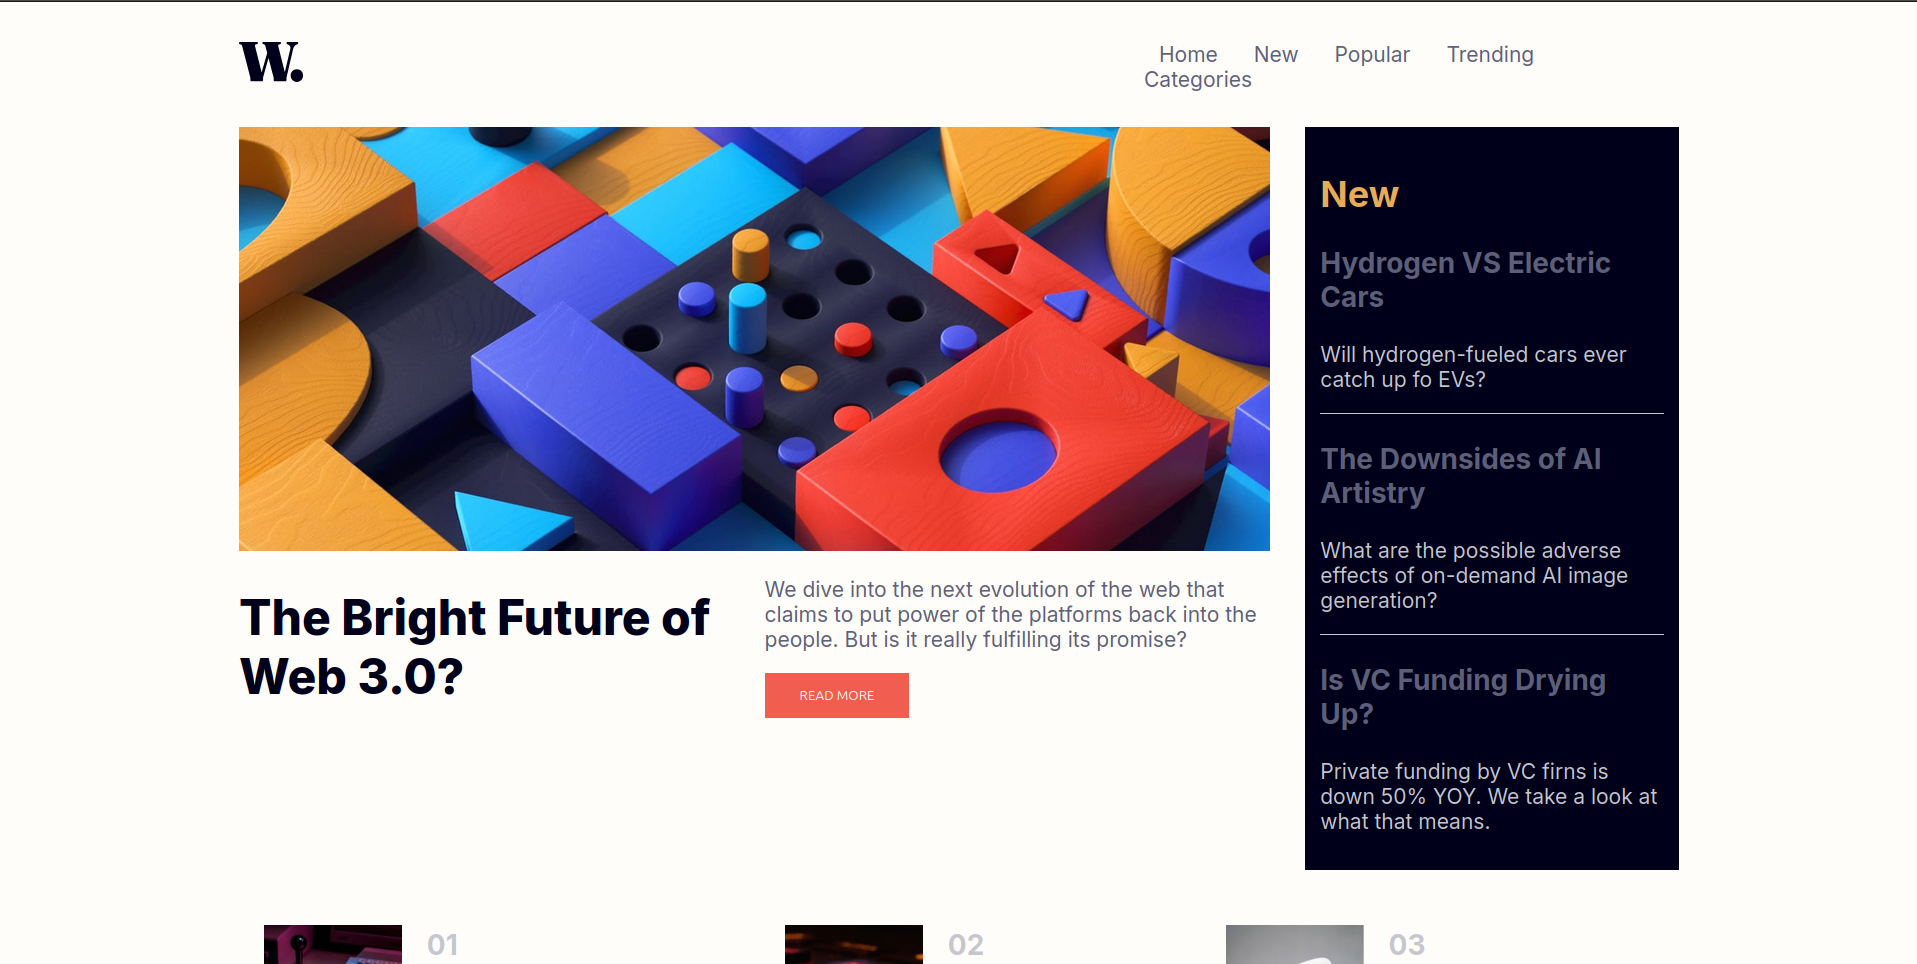 W.
Home New Popular Trending
Categories
New
Hydrogen VS Electric
Cars
Will hydrogen-fueled cars ever
catch up fo EVs?
The Downsides of AI
Artistry
What are the possible adverse
effects of on-demand AI image
generation?
Is VC Funding Drying
Up?
Private funding by VC firns is
down 50% YOY. We take a look at
what that means.
The Bright Future of
Web 3.0?
We dive into the next evolution of the web that
claims to put power of the platforms back into the
people. But is it really fulfilling its promise?
READ MORE
01
02
03